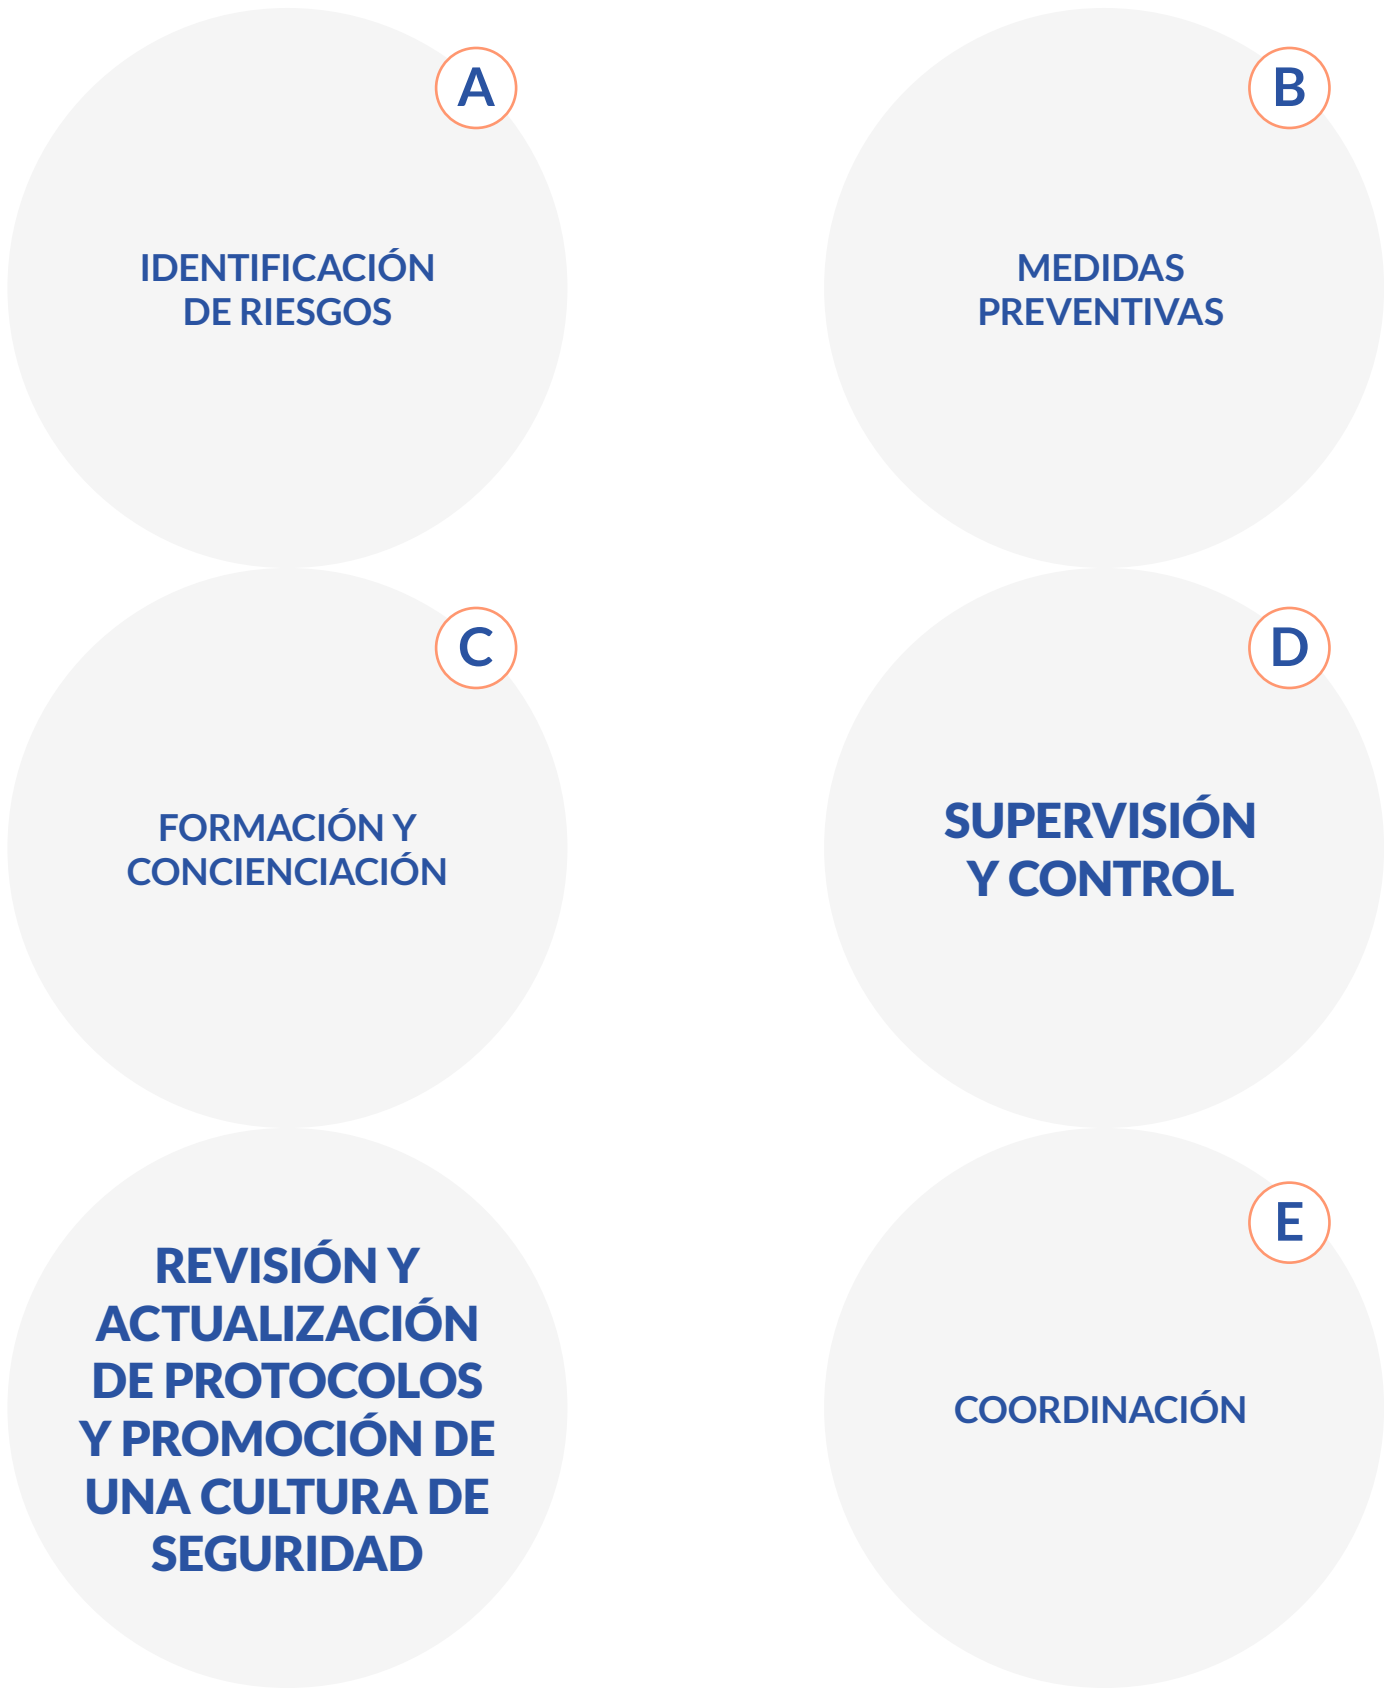 A
IDENTIFICACIÓN
DE RIESGOS
B
MEDIDAS
PREVENTIVAS
C
FORMACIÓN Y
CONCIENCIACIÓN
D
SUPERVISIÓN
Y CONTROL
REVISIÓN Y
ACTUALIZACIÓN
DE PROTOCOLOS
Y PROMOCIÓN DE
UNA CULTURA DE
SEGURIDAD
E
COORDINACIÓN